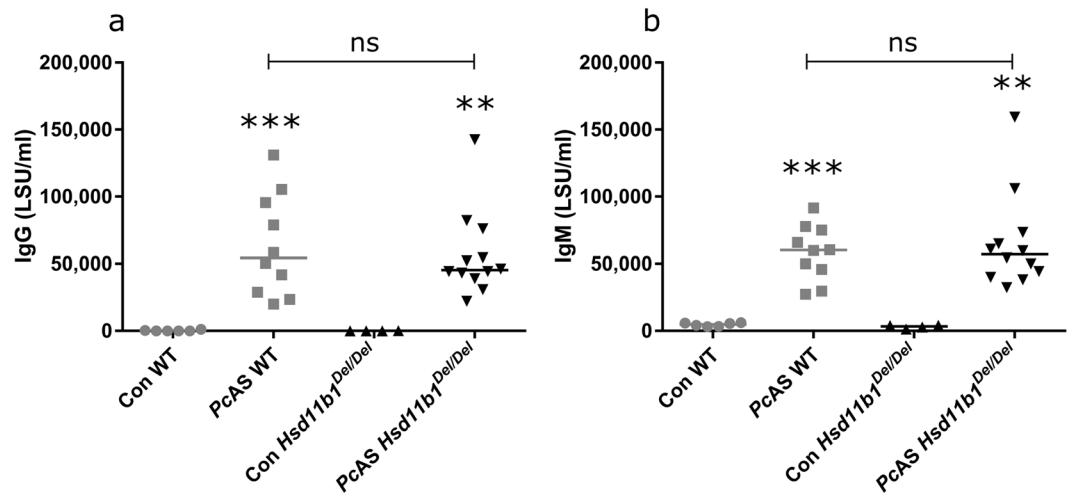 a
ns
200,000
150,000
100,000
50,000
0
IgG (LSU/ml)
***
**
Con WT
PcAS WT
Con Hsd11b1Del/Del
PcAS Hsd11b1Del/Del
b
ns
200,000
150,000
100,000
50,000
0
IgM (LSU/ml)
***
**
Con WT
PcAS WT
Con Hsd11b1Del/Del
PcAS Hsd11b1Del/Del